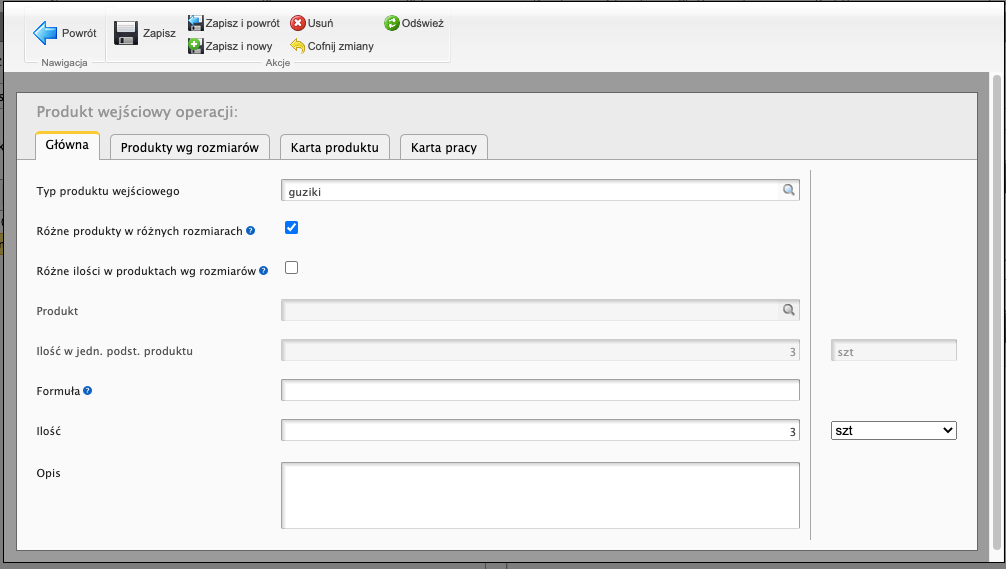 Powrót
Zapisz
Zapisz i powrót
Usuń
Odśwież
Zapisz i nowy
Cofnij zmiany
Nawigacja
Akcje
Produkt wejściowy operacji:
Główna
Produkty wg rozmiarów
Karta produktu
Karta pracy
Typ produktu wejściowego
guziki
Różne produkty w różnych rozmiarach ?
Różne ilości w produktach wg rozmiarów ?
Produkt
Ilość w jedn. podst. produktu
3
szt
Formuła ?
Ilość
3
szt
Opis